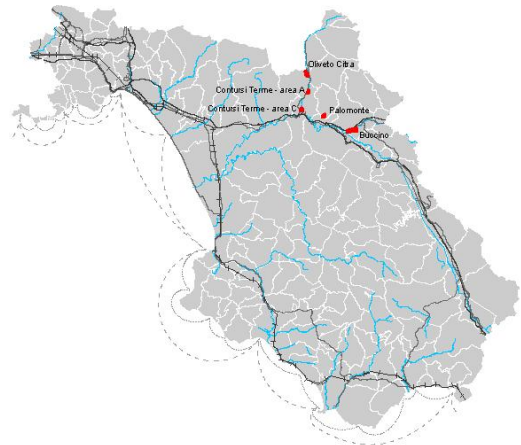 Oliveto Citra
Contursi Terme - area A
Contursi Terme - area C
Palomonte
Buccino